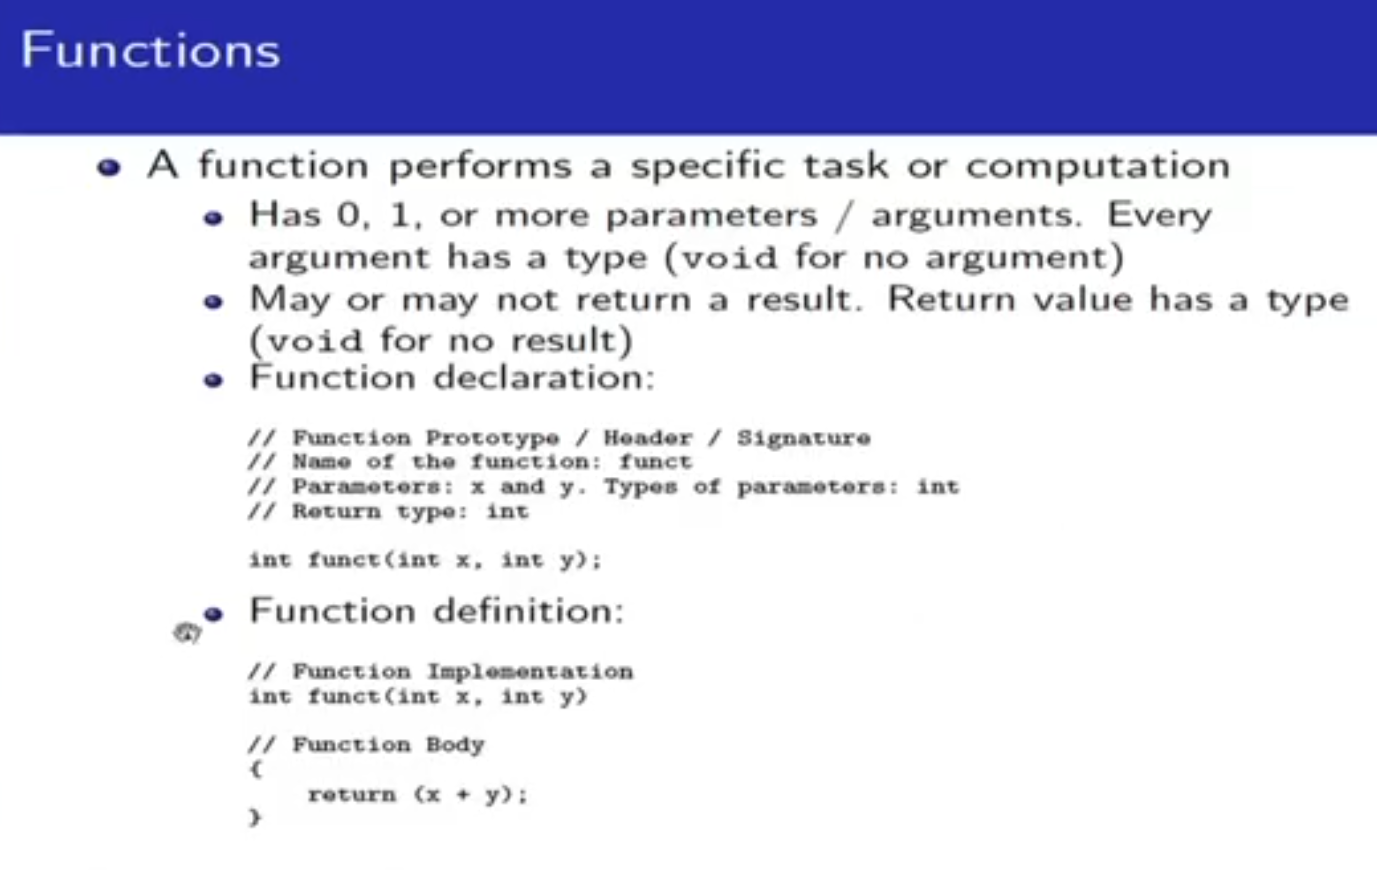 Functions
A function performs a specific task or computation
Has 0, 1, or more parameters / arguments. Every
argument has a type (void for no argument)
May or may not return a result. Return value has a type
(void for no result)
Function declaration:
// Function Prototype / Header / Signature
// Name of the function: funct
// Parameters: x and y. Types of parameters: int
// Return type: int
int funct(int x, int y);
Function definition:
// Function Implementation
int funct(int x, int y)
// Function Body
{
return (x + y);
}